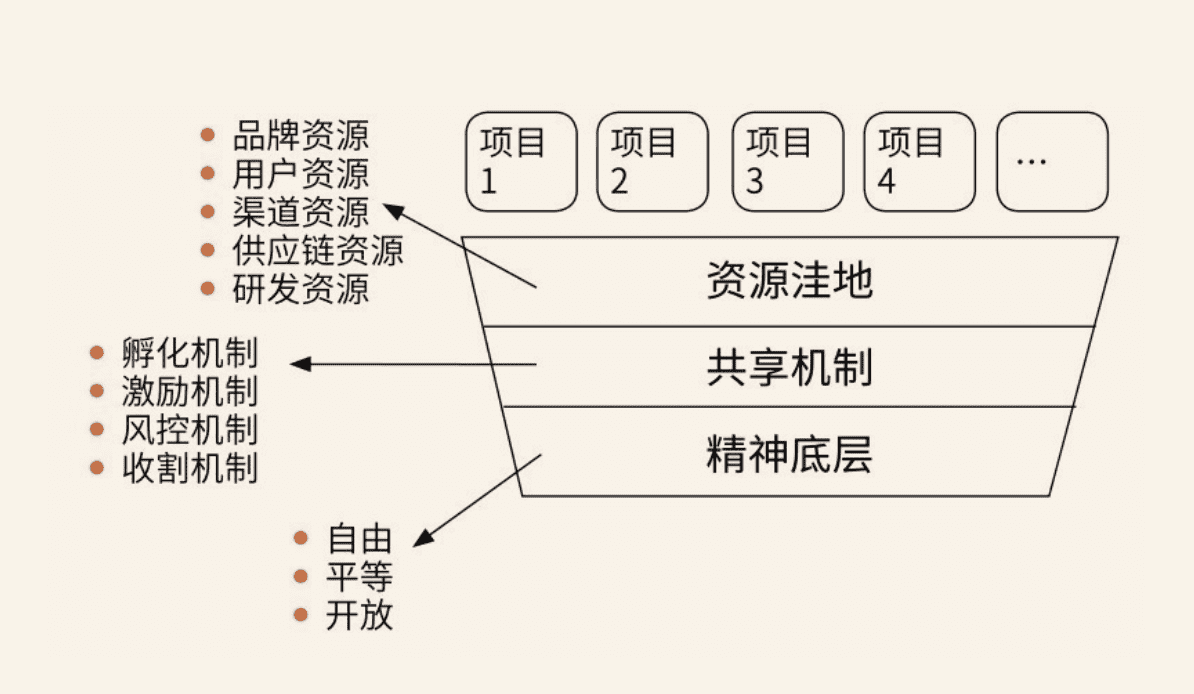 品牌资源
用户资源
渠道资源
供应链资源
研发资源
项目
1
项目
2
项目
3
项目
4
...
资源洼地
孵化机制
激励机制
风控机制
收割机制
共享机制
精神底层
自由
平等
开放